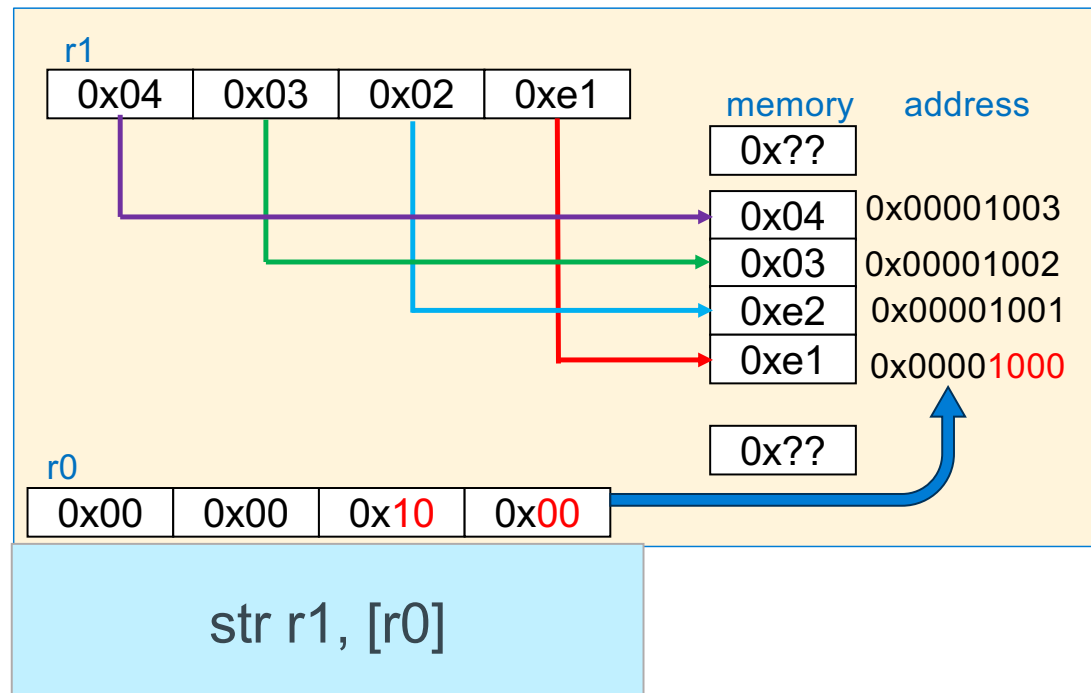 r1
0x04 0x03 0x02 0xe1
memory address
0x??
0x04 0x00001003
0x03 0x00001002
0xe2 0x00001001
0xe1 0x00001000
0x??
r0
0x00 0x00 0x10 0x00
str r1, [r0]